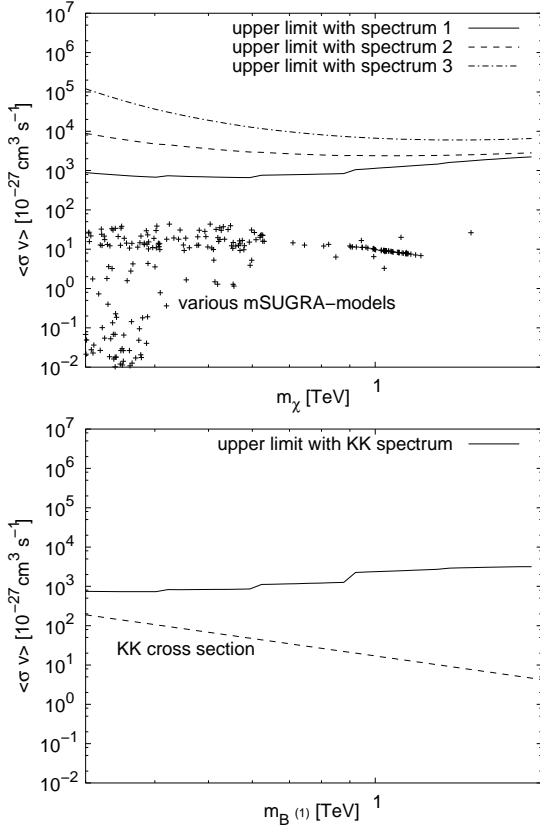 upper limit with spectrum 1
upper limit with spectrum 2
upper limit with spectrum 3
10^7
10^6
10^5
10^4
10^3
10^2
10^1
10^0
10^−1
10^−2
<σ v> [10^−27 cm^3 s^−1]
various mSUGRA−models
1
m_χ [TeV]
upper limit with KK spectrum
10^7
10^6
10^5
10^4
10^3
10^2
10^1
10^0
10^−1
10^−2
<σ v> [10^−27 cm^3 s^−1]
KK cross section
1
m_B (1) [TeV]